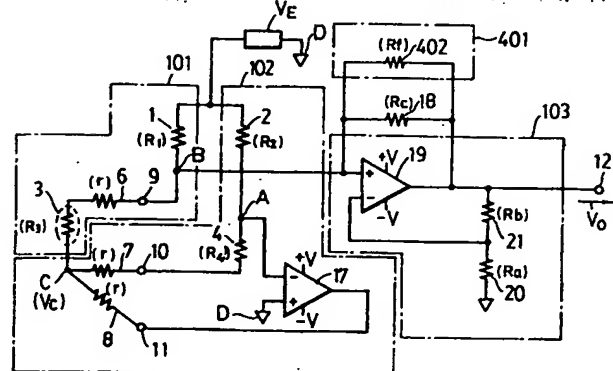 VE
D
(Rf) 402
401
101
102
1
(R1)
2
(R2)
(Rc) 18
103
B
+V
19
-V
12
Vo
(r)
6
9
3
(R3)
A
(Rb)
21
(r)
7
10
4
(R4)
+V
17
-V
(Ra)
20
C
(Vc)
(r)
8
D
11